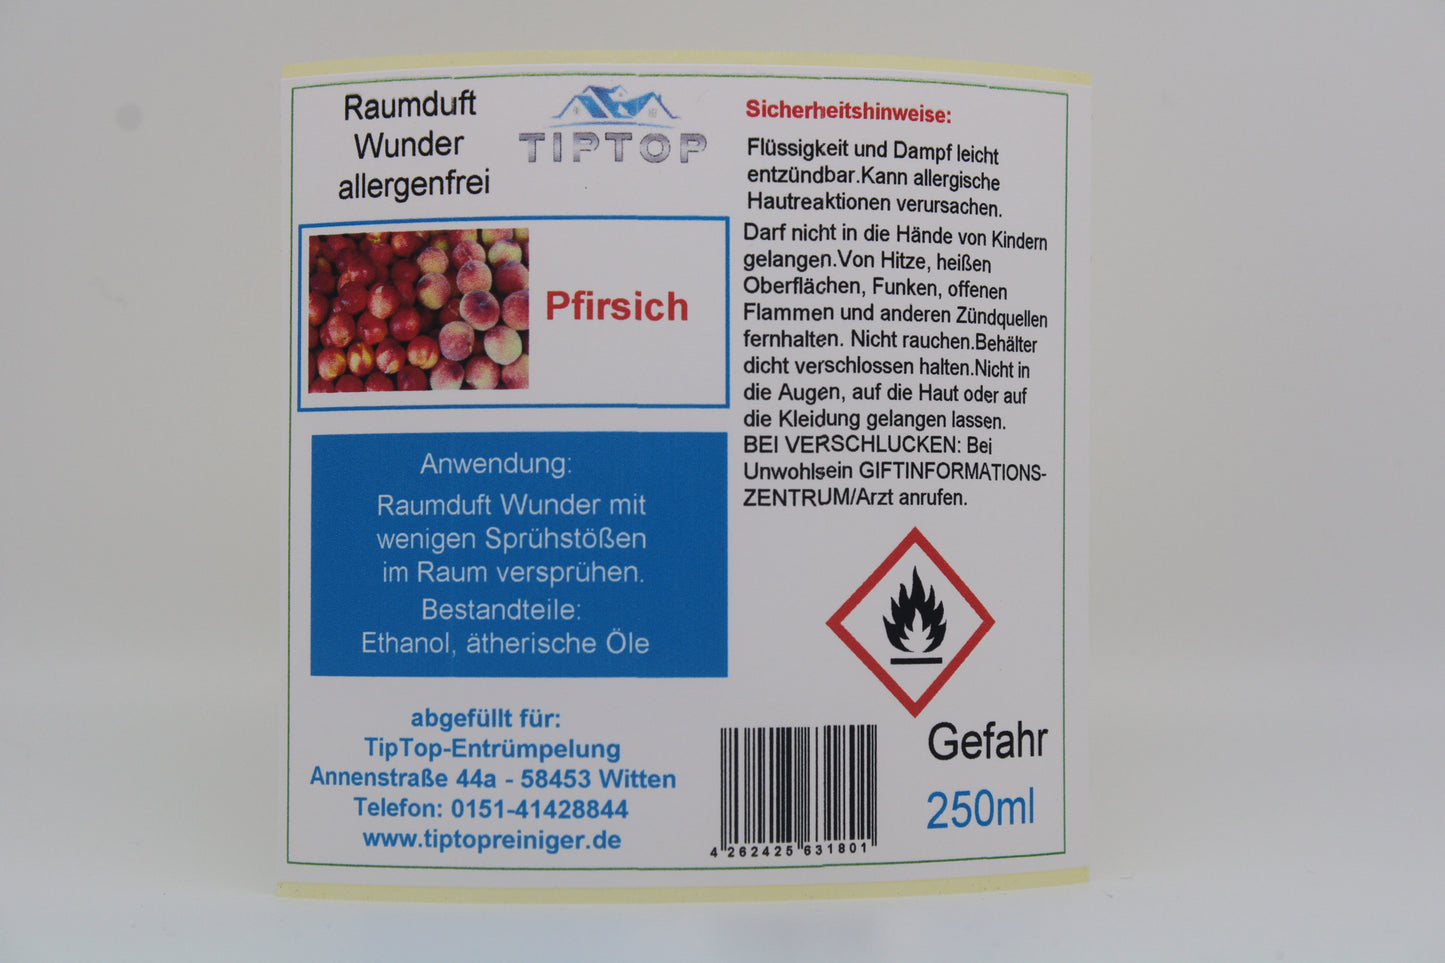 Raumduft
Wunder
allergenfrei
TIPTOP
Pfirsich
Anwendung:
Raumduft Wunder mit
wenigen Sprühstößen
im Raum versprühen.
Bestandteile:
Ethanol, ätherische Öle
abgefüllt für:
TipTop-Entrümpelung
Annenstraße 44a - 58453 Witten
Telefon: 0151-41428844
www.tiptopreiniger.de
Sicherheitshinweise:
Flüssigkeit und Dampf leicht
entzündbar.Kann allergische
Hautreaktionen verursachen.
Darf nicht in die Hände von Kindern
gelangen.Von Hitze, heißen
Oberflächen, Funken, offenen
Flammen und anderen Zündquellen
fernhalten. Nicht rauchen.Behälter
dicht verschlossen halten.Nicht in
die Augen, auf die Haut oder auf
die Kleidung gelangen lassen.
BEI VERSCHLUCKEN: Bei
Unwohlsein GIFTINFORMATIONS-
ZENTRUM/Arzt anrufen.
Gefahr
250ml
4 262425 631801